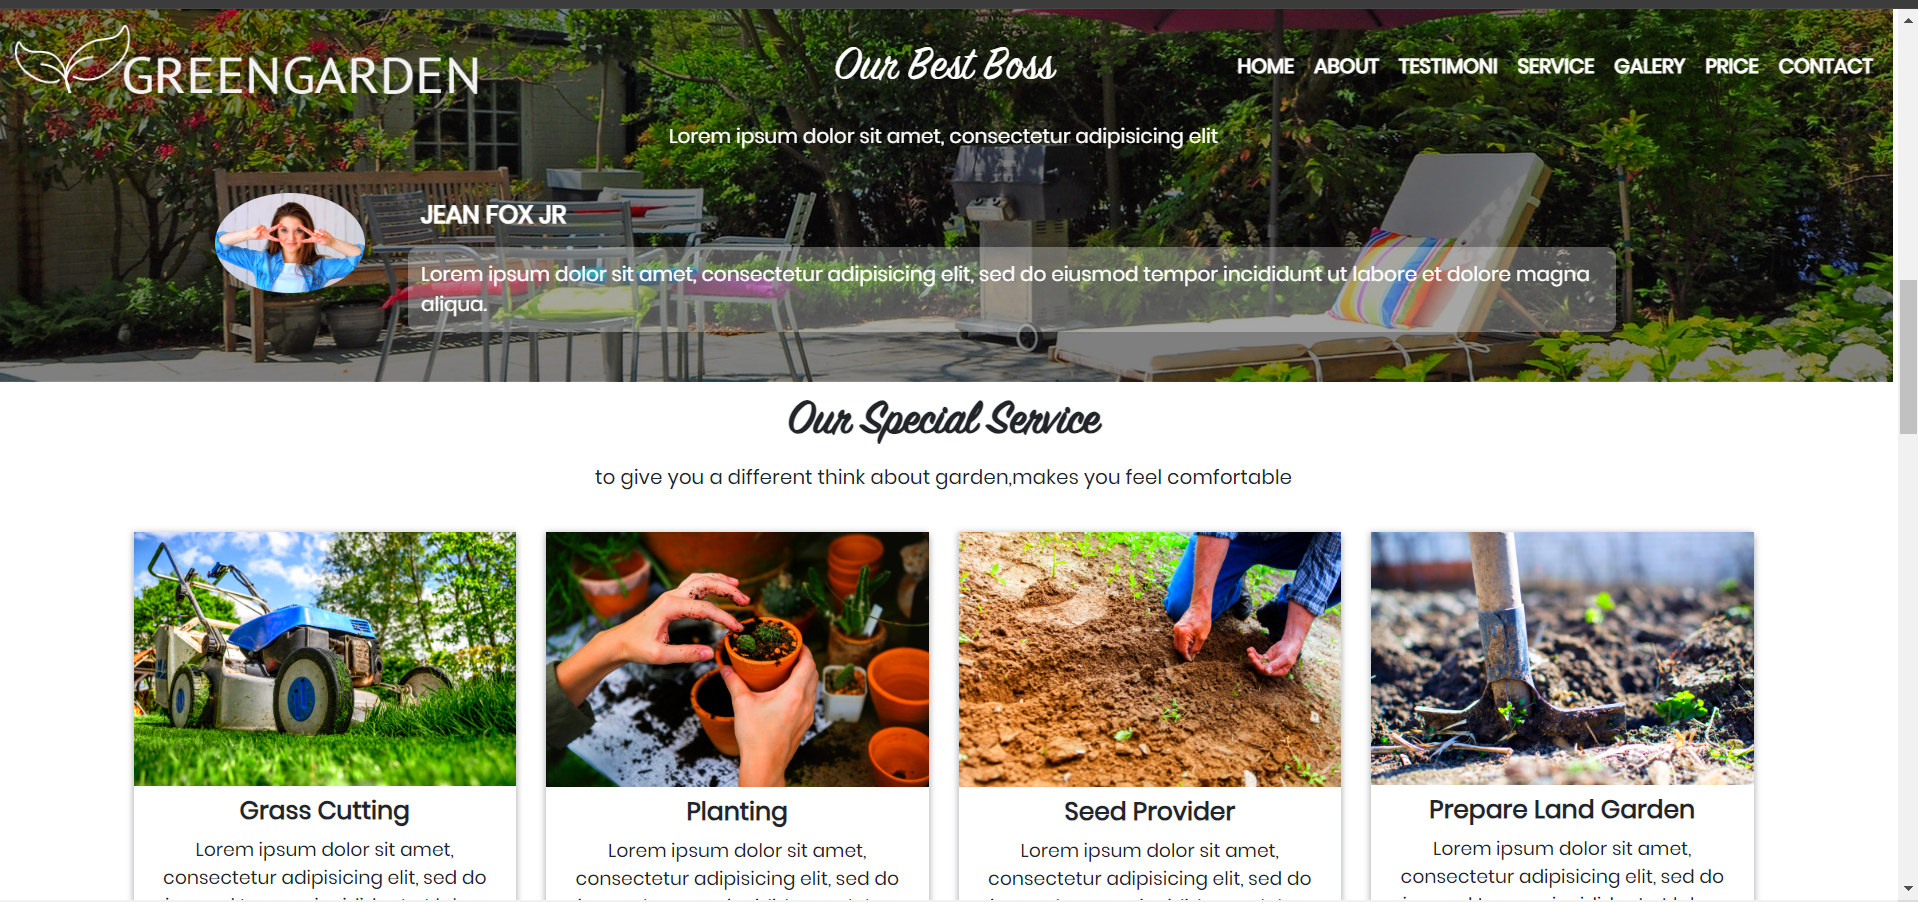 GREENGARDEN
Our Best Boss
HOME ABOUT TESTIMONI SERVICE GALERY PRICE CONTACT
Lorem ipsum dolor sit amet, consectetur adipisicing elit
JEAN FOX JR
Lorem ipsum dolor sit amet, consectetur adipisicing elit, sed do eiusmod tempor incididunt ut labore et dolore magna
aliqua.
Our Special Service
to give you a different think about garden,makes you feel comfortable
Grass Cutting
Lorem ipsum dolor sit amet,
consectetur adipisicing elit, sed do
Planting
Lorem ipsum dolor sit amet,
consectetur adipisicing elit, sed do
Seed Provider
Lorem ipsum dolor sit amet,
consectetur adipisicing elit, sed do
Prepare Land Garden
Lorem ipsum dolor sit amet,
consectetur adipisicing elit, sed do